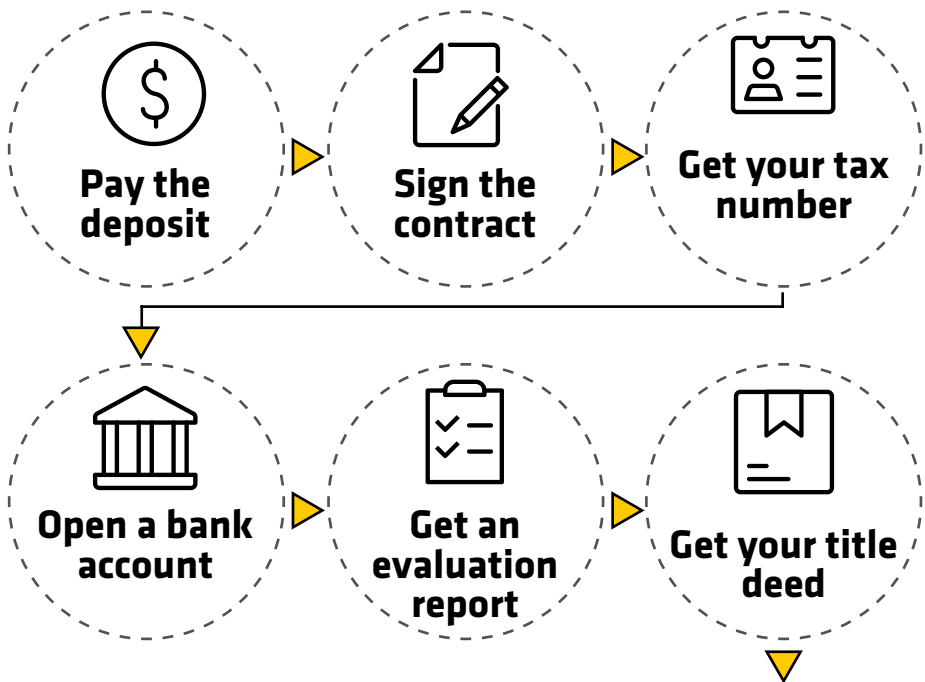 Pay the
deposit
Sign the
contract
Get your tax
number
Open a bank
account
Get an
evaluation
report
Get your title
deed